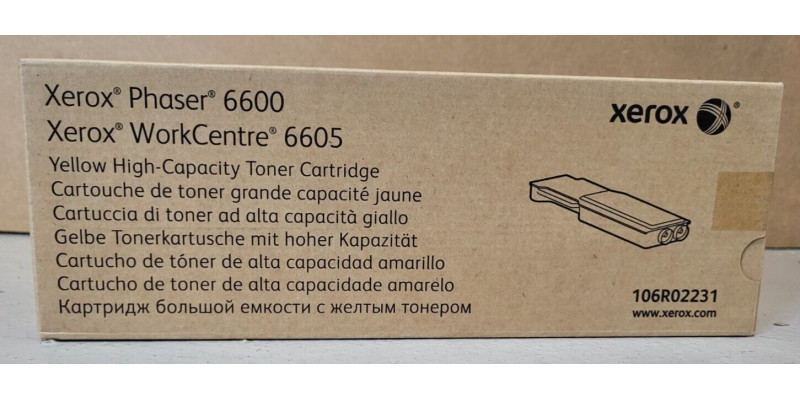 Xerox® Phaser® 6600
Xerox® WorkCentre® 6605
Yellow High-Capacity Toner Cartridge
Cartouche de toner grande capacité jaune
Cartuccia di toner ad alta capacità giallo
Gelbe Tonerkartusche mit hoher Kapazität
Cartucho de tóner de alta capacidad amarillo
Cartucho de toner de alta capacidade amarelo
Картридж большой емкости с желтым тонером
xerox ®
106R02231
www.xerox.com